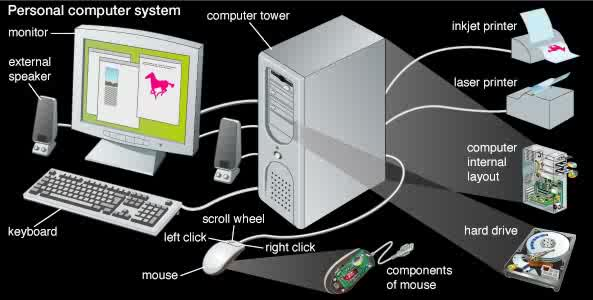 Personal computer system
monitor
external
speaker
keyboard
computer tower
scroll wheel
left click
right click
mouse
components
of mouse
inkjet printer
laser printer
computer
internal
layout
hard drive